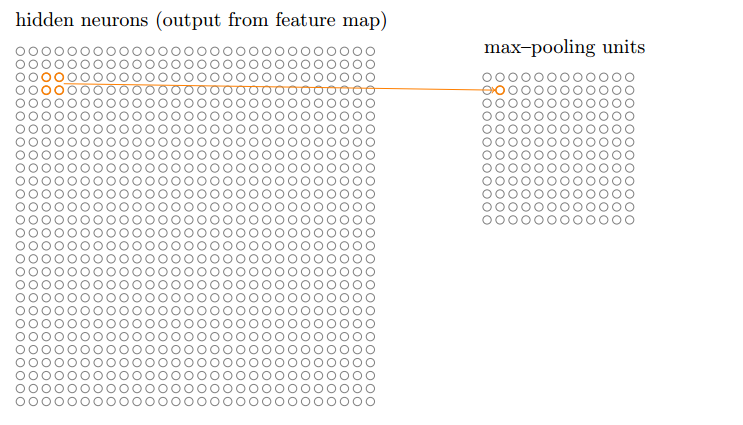 hidden neurons (output from feature map)
max–pooling units